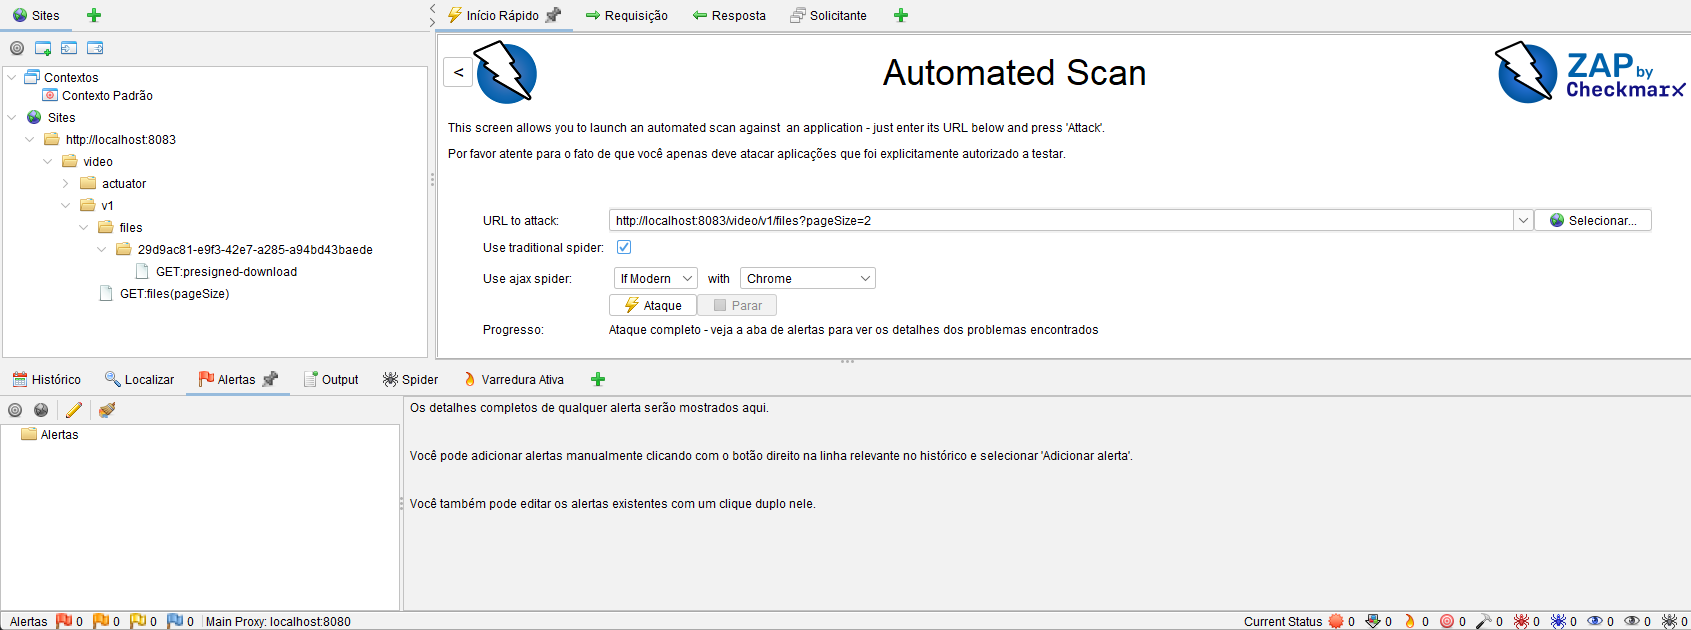 Sites
Início Rápido
Requisição
Resposta
Solicitante
Contextos
Contexto Padrão
Sites
http://localhost:8083
video
actuator
v1
files
29d9ac81-e9f3-42e7-a285-a94bd43baede
GET:presigned-download
GET:files(pageSize)
<
Automated Scan
ZAP by
Checkmarx
This screen allows you to launch an automated scan against  an application - just enter its URL below and press 'Attack'.
Por favor atente para o fato de que você apenas deve atacar aplicações que foi explicitamente autorizado a testar.
URL to attack: http://localhost:8083/video/v1/files?pageSize=2 Selecionar...
Use traditional spider:
Use ajax spider: If Modern with Chrome
Ataque Parar
Progresso: Ataque completo - veja a aba de alertas para ver os detalhes dos problemas encontrados
Histórico Localizar Alertas Output Spider Varredura Ativa
Alertas
Os detalhes completos de qualquer alerta serão mostrados aqui.
Você pode adicionar alertas manualmente clicando com o botão direito na linha relevante no histórico e selecionar 'Adicionar alerta'.
Você também pode editar os alertas existentes com um clique duplo nele.
Alertas 0 0 0 0 Main Proxy: localhost:8080
Current Status 0 0 0 0 0 0 0 0 0 0